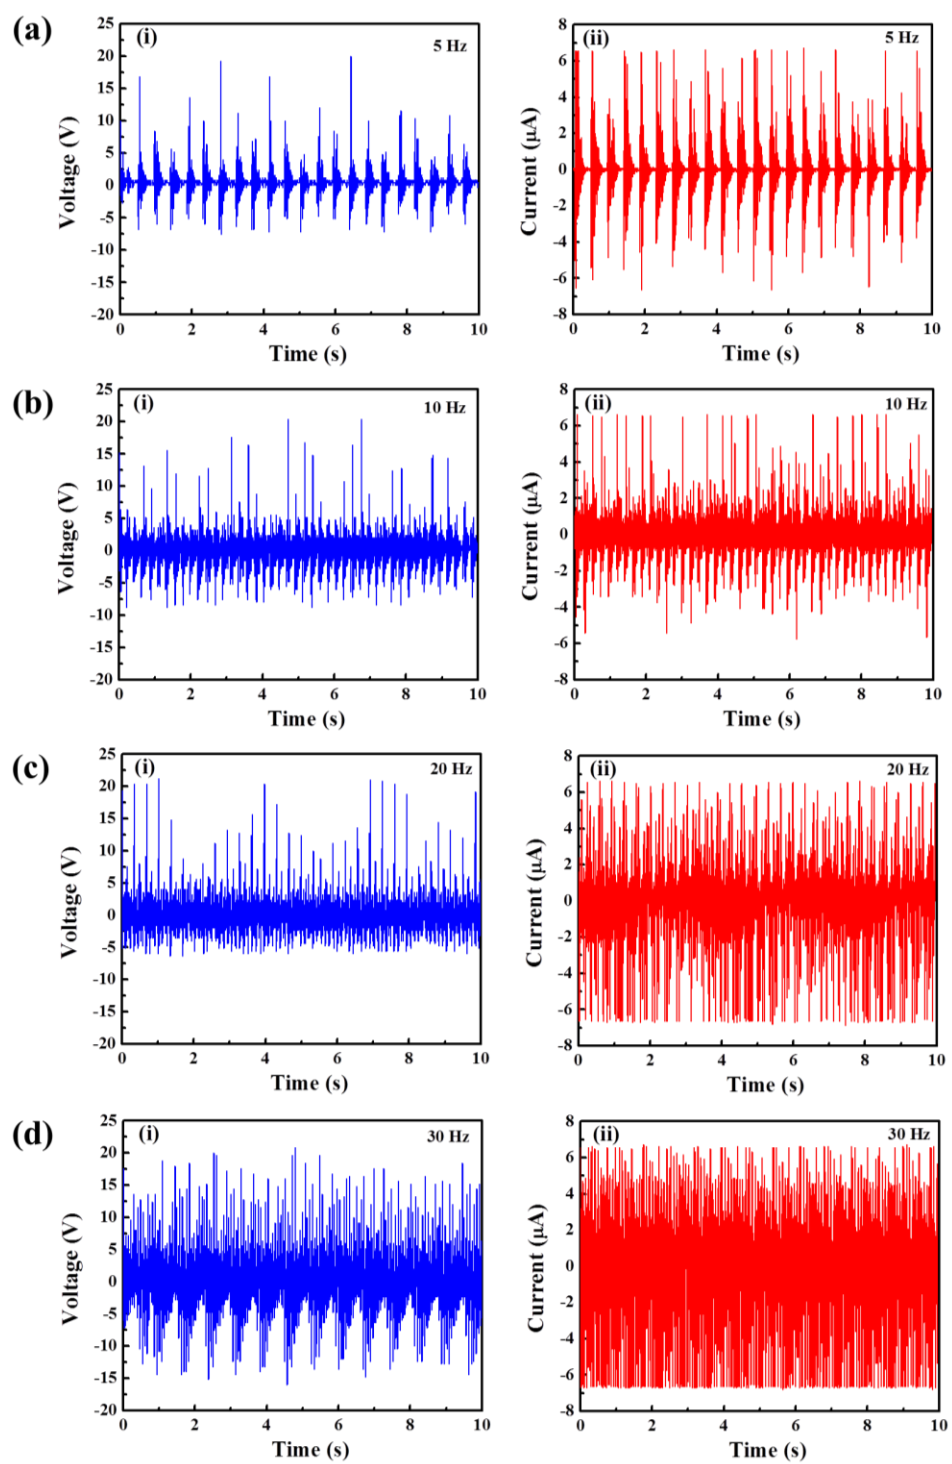 (a)
(i)
5 Hz
25
20
15
10
5
0
-5
-10
-15
-20
Voltage (V)
0 2 4 6 8 10
Time (s)
(ii)
5 Hz
8
6
4
2
0
-2
-4
-6
-8
Current (μA)
0 2 4 6 8 10
Time (s)
(b)
(i)
10 Hz
25
20
15
10
5
0
-5
-10
-15
-20
Voltage (V)
0 2 4 6 8 10
Time (s)
(ii)
10 Hz
8
6
4
2
0
-2
-4
-6
-8
Current (μA)
0 2 4 6 8 10
Time (s)
(c)
(i)
20 Hz
25
20
15
10
5
0
-5
-10
-15
-20
Voltage (V)
0 2 4 6 8 10
Time (s)
(ii)
20 Hz
8
6
4
2
0
-2
-4
-6
-8
Current (μA)
0 2 4 6 8 10
Time (s)
(d)
(i)
30 Hz
25
20
15
10
5
0
-5
-10
-15
-20
Voltage (V)
0 2 4 6 8 10
Time (s)
(ii)
30 Hz
8
6
4
2
0
-2
-4
-6
-8
Current (μA)
0 2 4 6 8 10
Time (s)